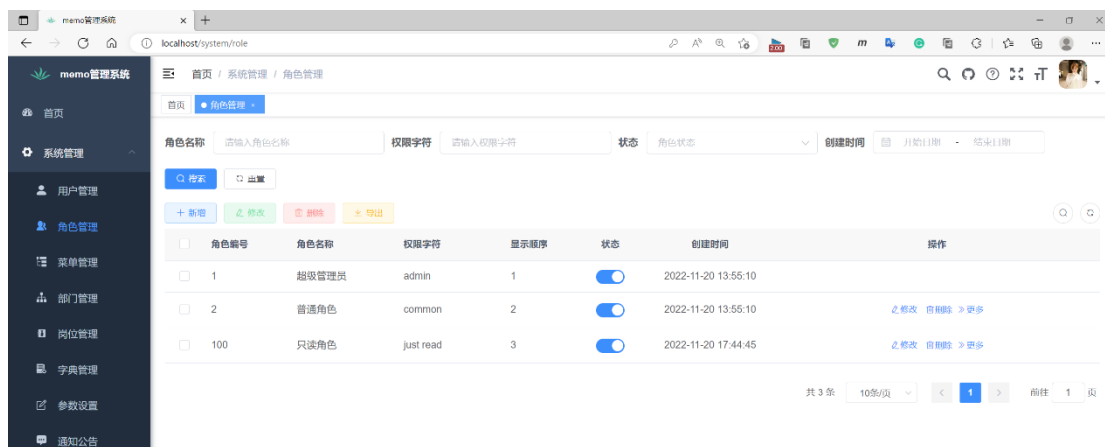 memo管理系统
localhost/system/role
2.00
memo管理系统
首页 / 系统管理 / 角色管理
首页
系统管理
用户管理
角色管理
菜单管理
部门管理
岗位管理
字典管理
参数设置
通知公告
首页 角色管理 ×
角色名称 请输入角色名称 权限字符 请输入权限字符 状态 角色状态 创建时间 开始日期 - 结束日期
搜索 重置
+ 新增 修改 删除 导出
角色编号 角色名称 权限字符 显示顺序 状态 创建时间 操作
1 超级管理员 admin 1 2022-11-20 13:55:10
2 普通角色 common 2 2022-11-20 13:55:10 修改 删除 更多
100 只读角色 just read 3 2022-11-20 17:44:45 修改 删除 更多
共 3 条 10条/页 < 1 > 前往 1 页